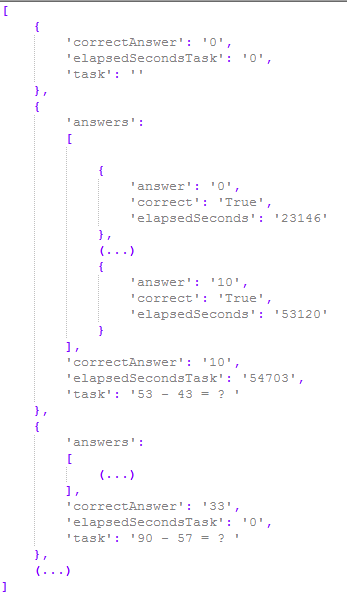 [
    {
        'correctAnswer': '0',
        'elapsedSecondsTask': '0',
        'task': ''
    },
    {
        'answers':
        [

            {
                'answer': '0',
                'correct': 'True',
                'elapsedSeconds': '23146'
            },
            (...)
            {
                'answer': '10',
                'correct': 'True',
                'elapsedSeconds': '53120'
            }
        ],
        'correctAnswer': '10',
        'elapsedSecondsTask': '54703',
        'task': '53 - 43 = ? '
    },
    {
        'answers':
        [
            (...)
        ],
        'correctAnswer': '33',
        'elapsedSecondsTask': '0',
        'task': '90 - 57 = ? '
    },
    (...)
]